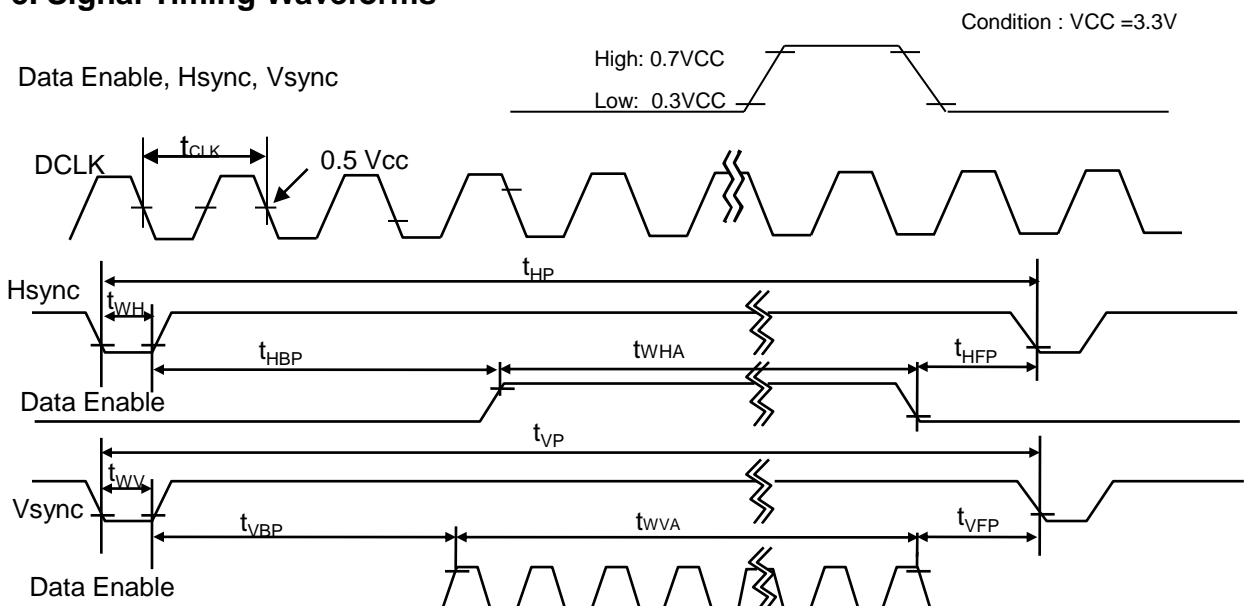 Condition : VCC =3.3V
High: 0.7VCC
Data Enable, Hsync, Vsync
Low: 0.3VCC
DCLK
tCLK
0.5 Vcc
tHP
Hsync
tWH
tHBP
tWHA
tHFP
Data Enable
tVP
tWV
Vsync
tVBP
tWVA
tVFP
Data Enable